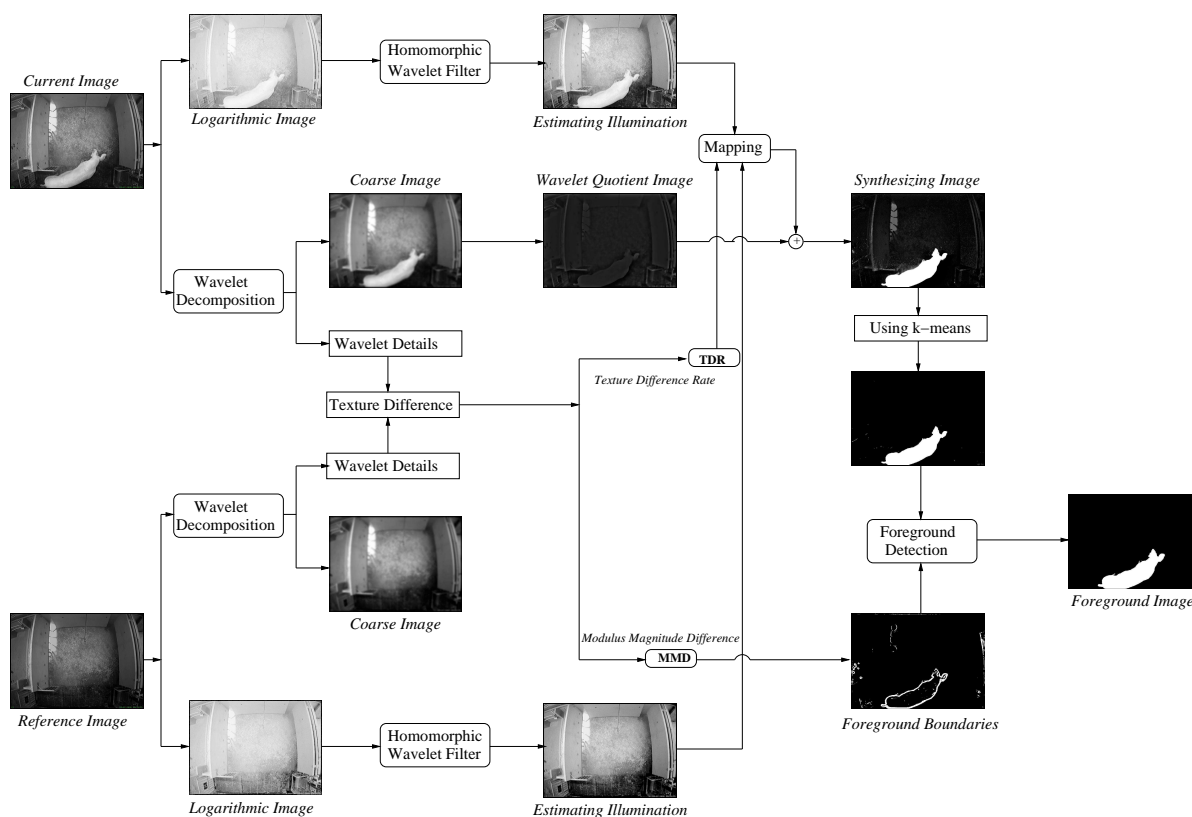 Current Image
Logarithmic Image
Homomorphic
Wavelet Filter
Estimating Illumination
Mapping
Coarse Image
Wavelet Quotient Image
Synthesizing Image
+
Wavelet
Decomposition
Wavelet Details
Using k-means
TDR
Texture Difference Rate
Texture Difference
Wavelet Details
Wavelet
Decomposition
Foreground
Detection
Foreground Image
Coarse Image
Modulus Magnitude Difference
MMD
Reference Image
Foreground Boundaries
Homomorphic
Wavelet Filter
Logarithmic Image
Estimating Illumination